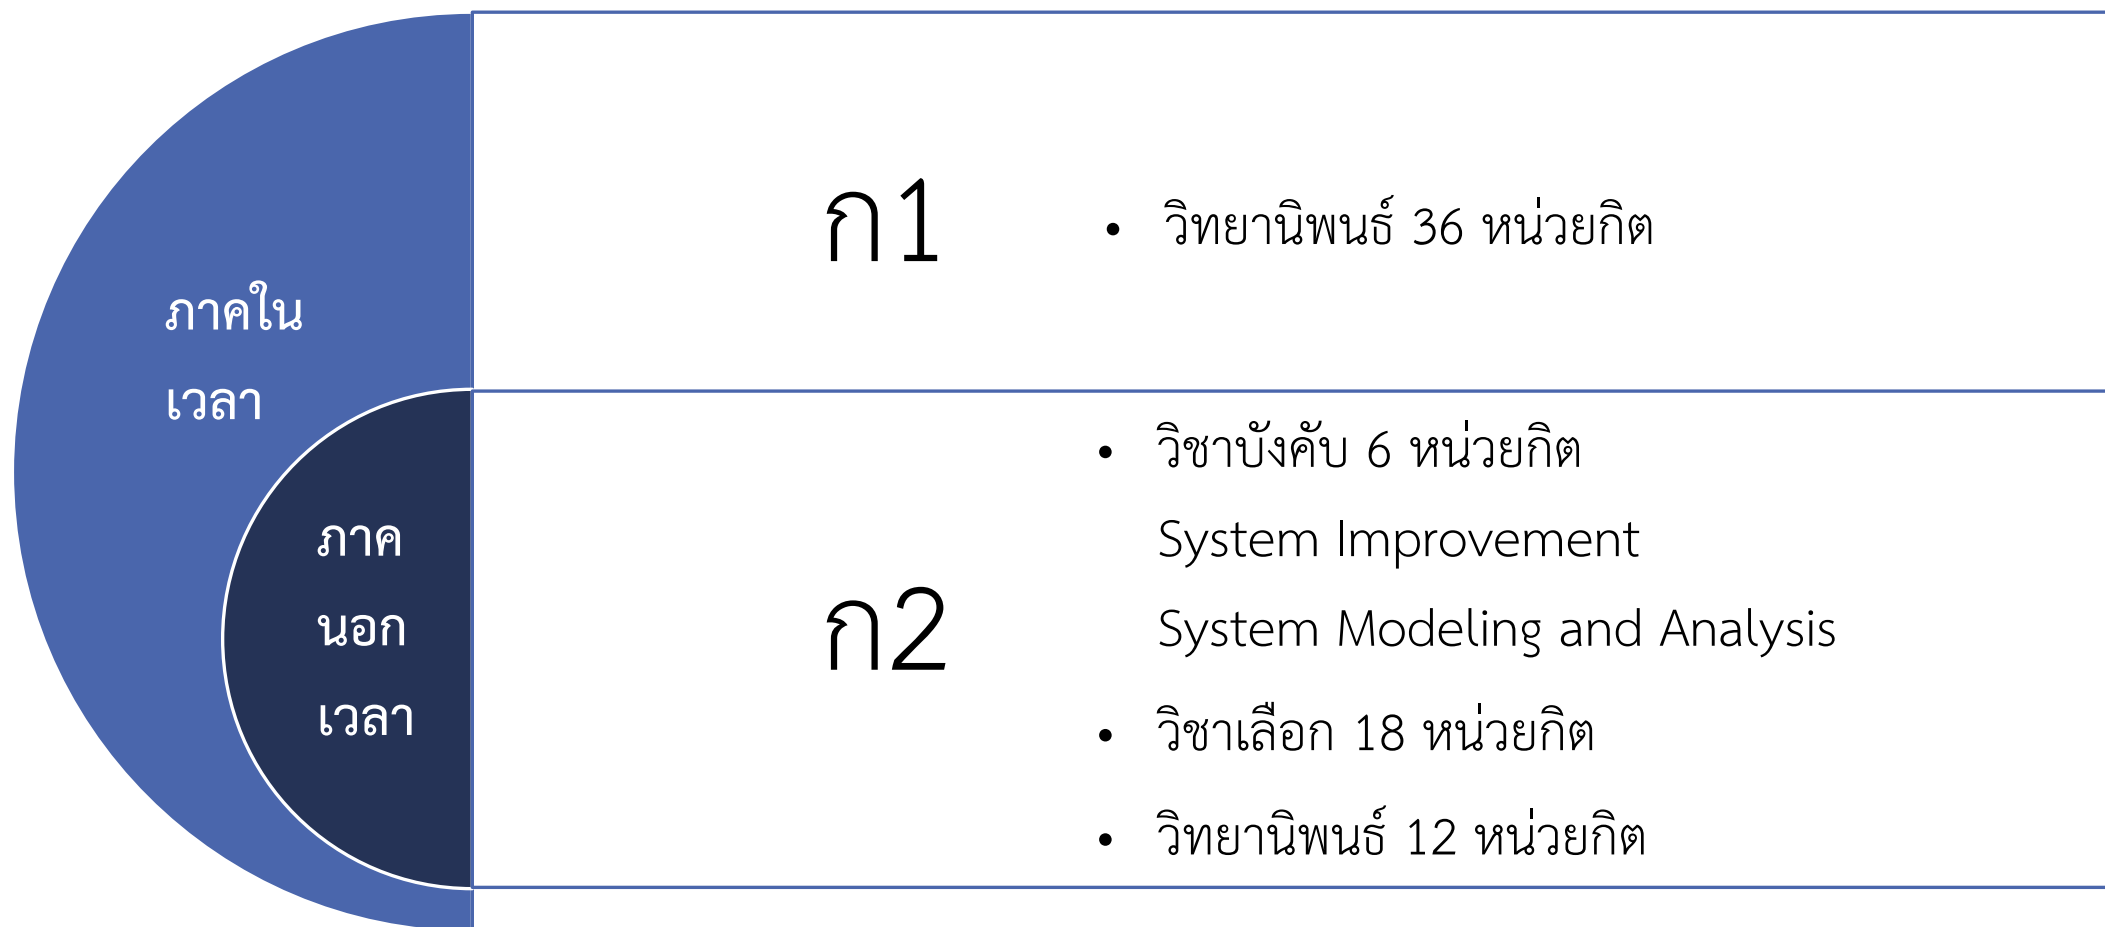 ภาคใน
เวลา
ภาค
นอก
เวลา
ก1
• วิทยานิพนธ์ 36 หน่วยกิต
ก2
• วิชาบังคับ 6 หน่วยกิต
System Improvement
System Modeling and Analysis
• วิชาเลือก 18 หน่วยกิต
• วิทยานิพนธ์ 12 หน่วยกิต